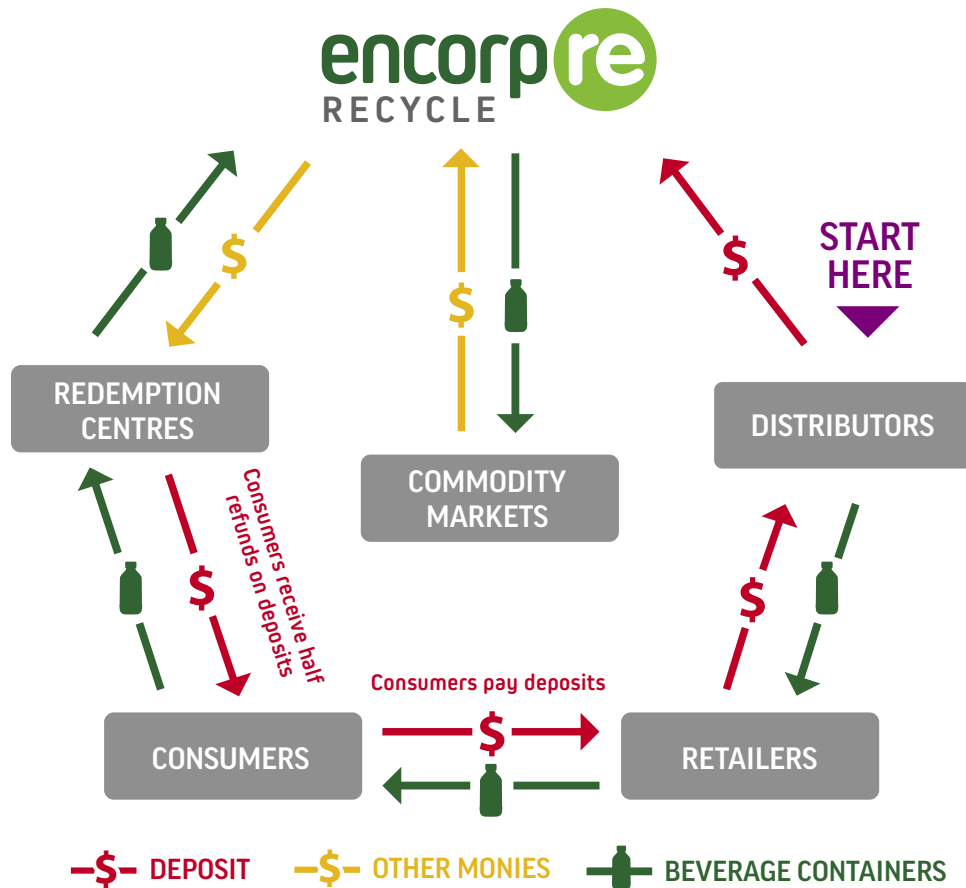 encorp re
RECYCLE
$
$
$
START
HERE
REDEMPTION
CENTRES
DISTRIBUTORS
COMMODITY
MARKETS
Consumers receive half
refunds on deposits
$
$
Consumers pay deposits
$
CONSUMERS
RETAILERS
$ DEPOSIT
$ OTHER MONIES
BEVERAGE CONTAINERS